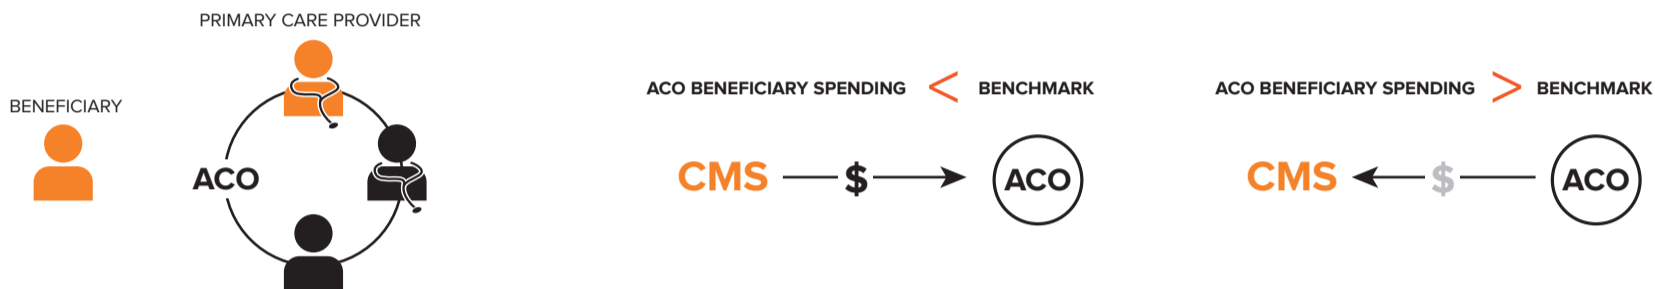 PRIMARY CARE PROVIDER
BENEFICIARY
ACO
ACO BENEFICIARY SPENDING < BENCHMARK
CMS $ ACO
ACO BENEFICIARY SPENDING > BENCHMARK
CMS $ ACO